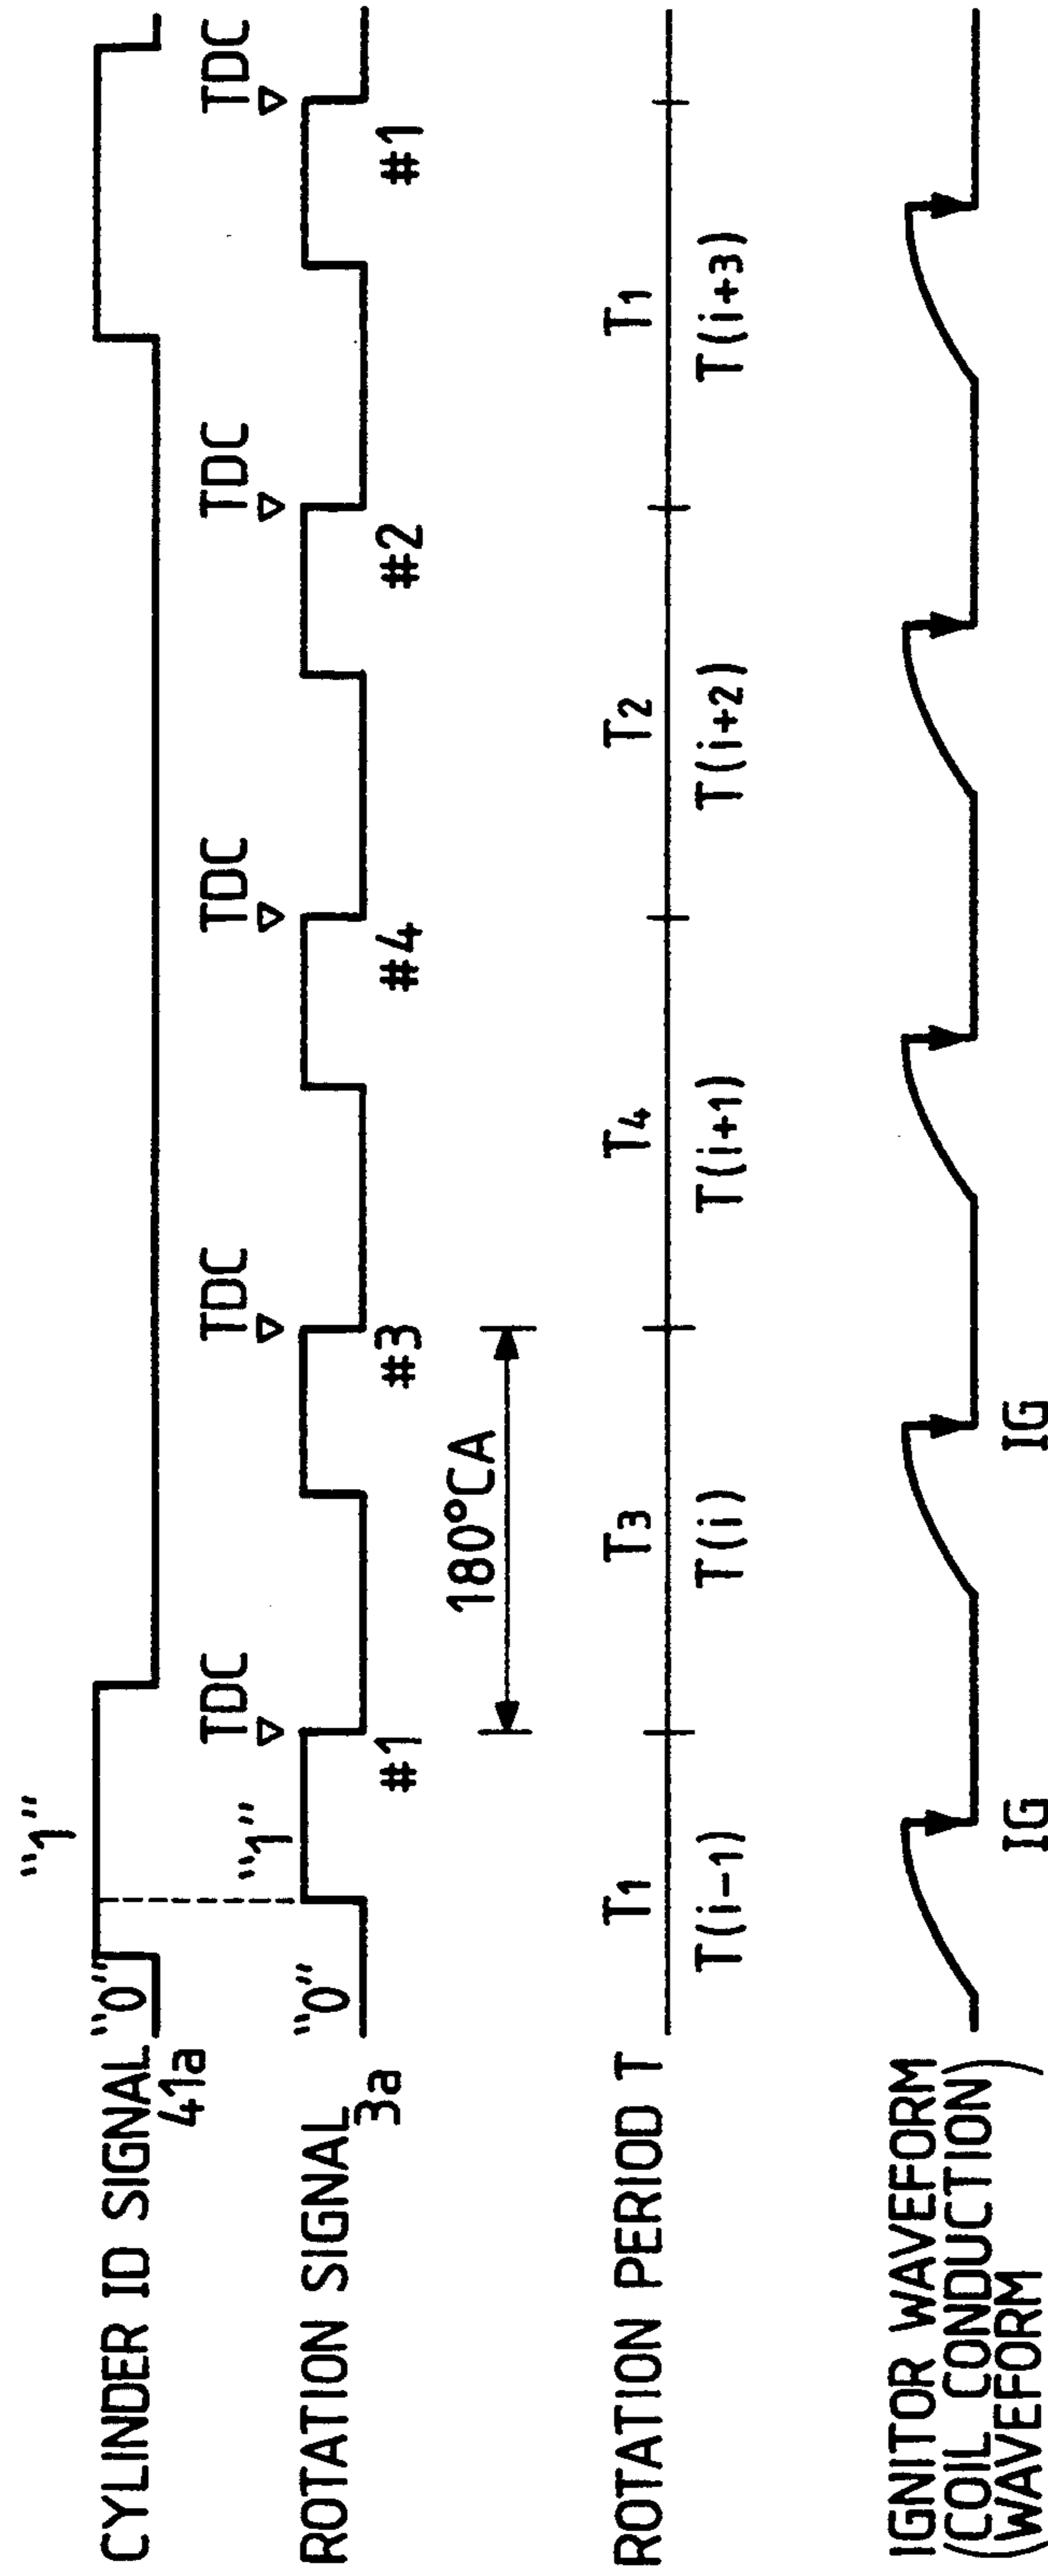 CYLINDER ID SIGNAL
41a
"0"
"1"
ROTATION SIGNAL
3a
"0"
"1"
TDC TDC TDC TDC TDC
#1 #3 #4 #2 #1
180°CA
ROTATION PERIOD T
T1 T3 T4 T2 T1
T(i-1) T(i) T(i+1) T(i+2) T(i+3)
IGNITOR WAVEFORM
(COIL CONDUCTION
WAVEFORM)
IG IG